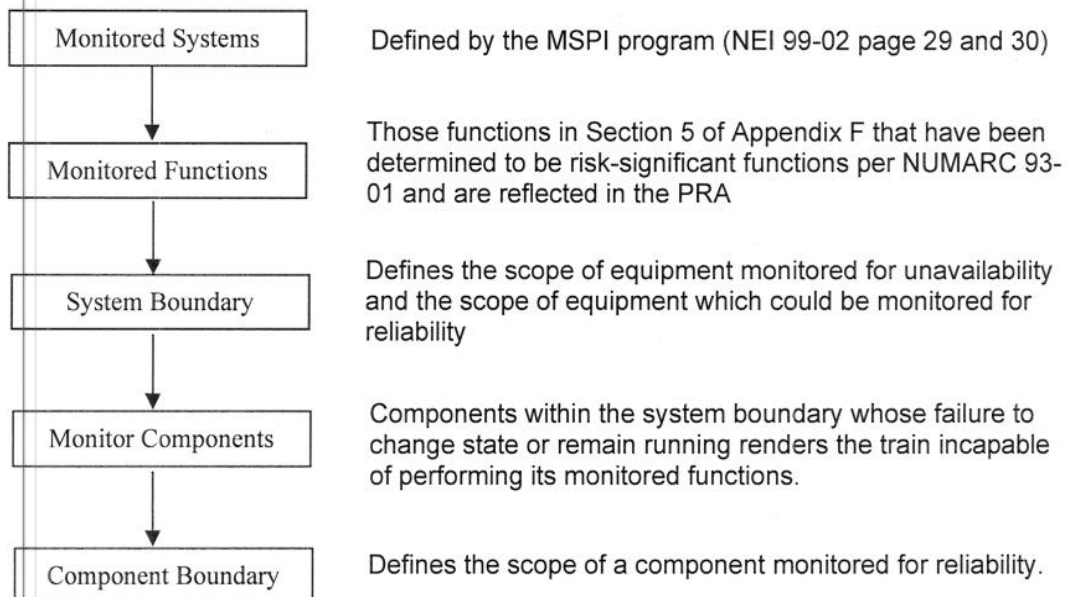 Monitored Systems
Defined by the MSPI program (NEI 99-02 page 29 and 30)
Monitored Functions
Those functions in Section 5 of Appendix F that have been
determined to be risk-significant functions per NUMARC 93-
01 and are reflected in the PRA
System Boundary
Defines the scope of equipment monitored for unavailability
and the scope of equipment which could be monitored for
reliability
Monitor Components
Components within the system boundary whose failure to
change state or remain running renders the train incapable
of performing its monitored functions.
Component Boundary
Defines the scope of a component monitored for reliability.